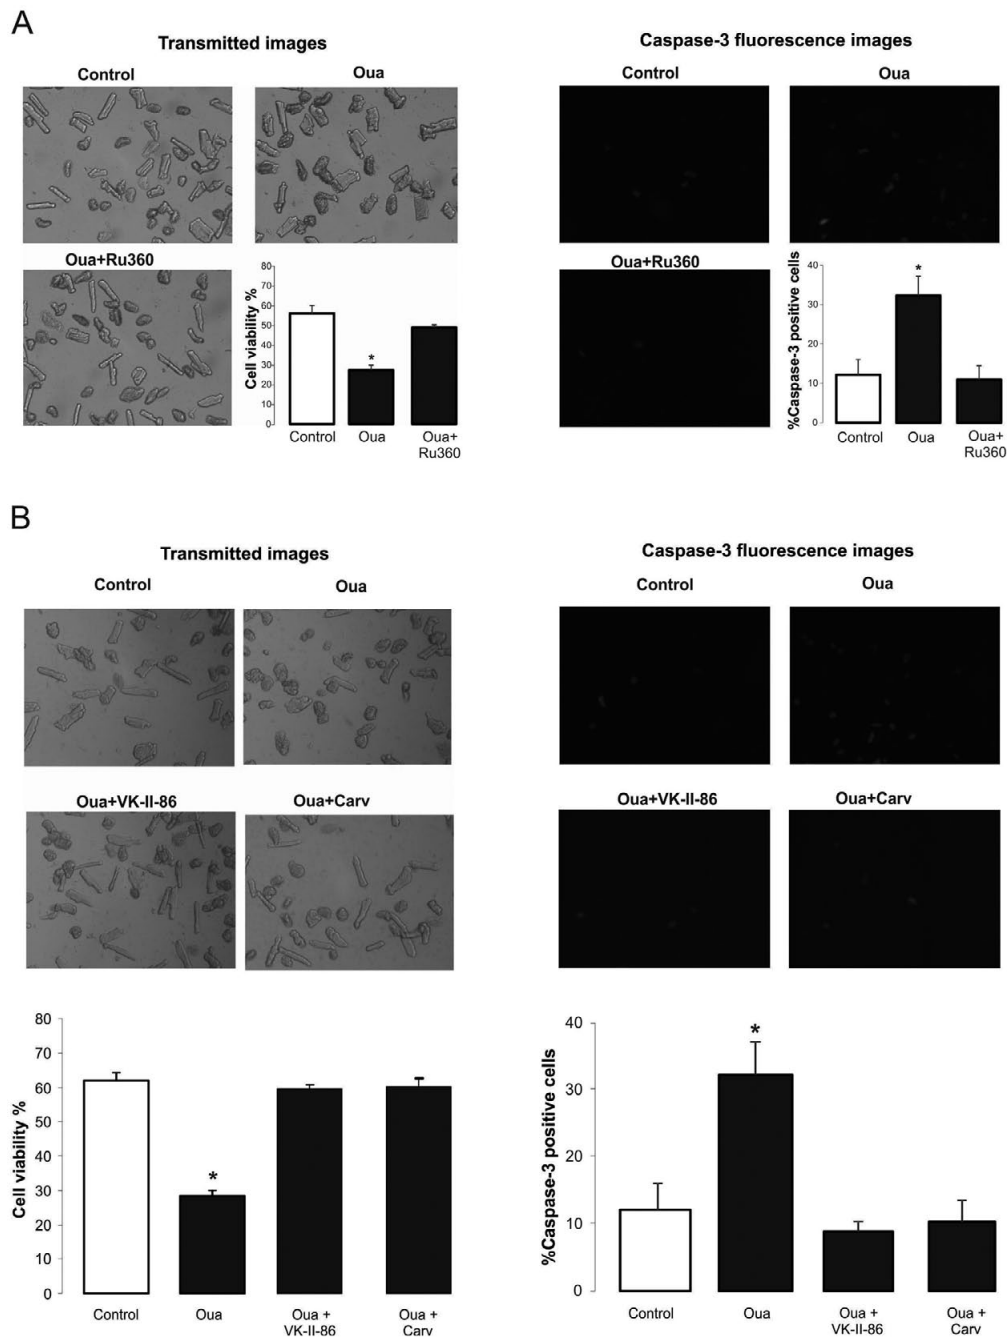 A
Transmitted images
Control
Oua
Oua+Ru360
Cell viability %
80
70
60
50
40
30
20
10
0
Control
Oua
Oua+
Ru360
*
Caspase-3 fluorescence images
Control
Oua
Oua+Ru360
%Caspase-3 positive cells
40
30
20
10
0
Control
Oua
Oua+
Ru360
*
B
Transmitted images
Control
Oua
Oua+VK-II-86
Oua+Carv
Caspase-3 fluorescence images
Control
Oua
Oua+VK-II-86
Oua+Carv
Cell viability %
80
70
60
50
40
30
20
10
0
*
Control
Oua
Oua +
VK-II-86
Oua +
Carv
%Caspase-3 positive cells
40
30
20
10
0
*
Control
Oua
Oua +
VK-II-86
Oua +
Carv